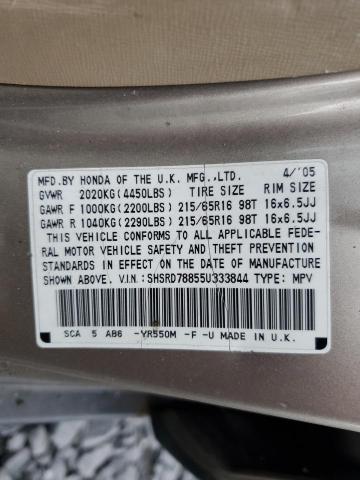 MFD.BY HONDA OF THE U.K. MFG.,LTD. 4/'05
GVWR 2020KG(4450LBS) TIRE SIZE RIM SIZE
GAWR F 1000KG(2200LBS) 215/65R16 98T 16x6.5JJ
GAWR R 1040KG(2290LBS) 215/65R16 98T 16x6.5JJ
THIS VEHICLE CONFORMS TO ALL APPLICABLE FEDE-
RAL MOTOR VEHICLE SAFETY AND THEFT PREVENTION
STANDARDS IN EFFECT ON THE DATE OF MANUFACTURE
SHOWN ABOVE. V.I.N:SHSRD78855U333844 TYPE: MPV
SCA 5 AB6 -YR550M -F -U MADE IN U.K.